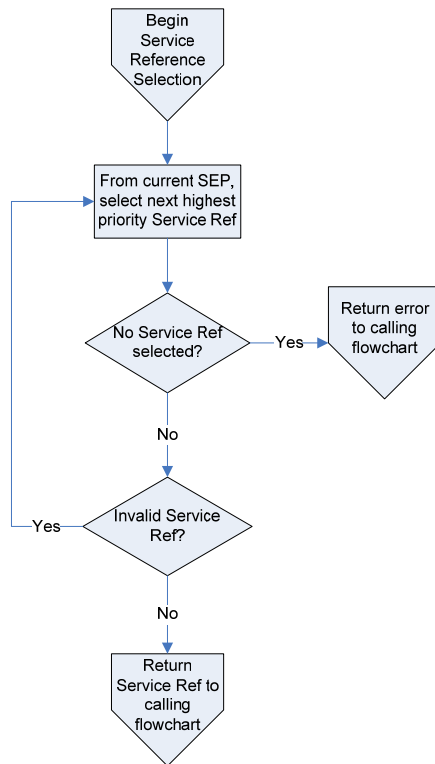 Begin
Service
Reference
Selection
From current SEP,
select next highest
priority Service Ref
No Service Ref
selected?
Yes
Return error
to calling
flowchart
No
Invalid Service
Ref?
Yes
No
Return
Service Ref to
calling
flowchart